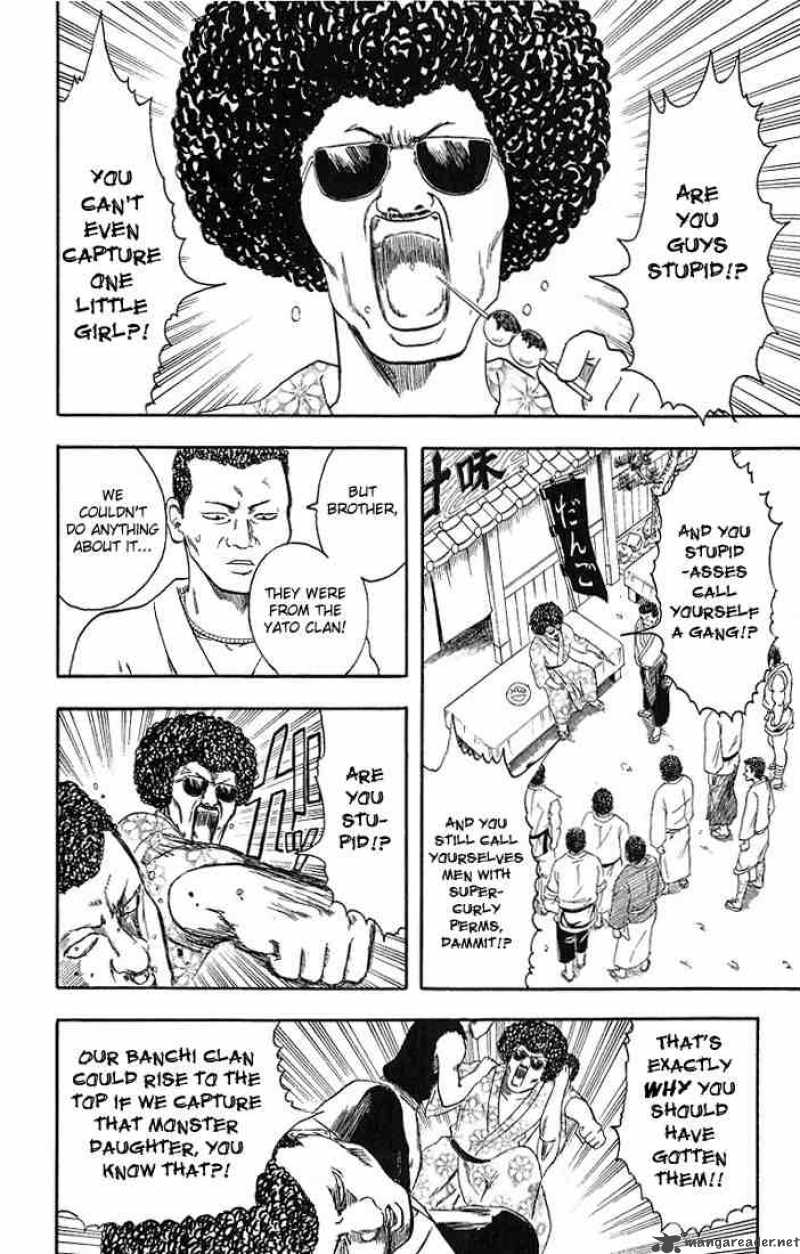 ARE
YOU
GUYS
STUPID!?
YOU
CAN'T
EVEN
CAPTURE
ONE
LITTLE
GIRL?!
十味
だんご
AND YOU
STUPID
-ASSES
CALL
YOURSELF
A GANG!?
AND YOU
STILL CALL
YOURSELVES
MEN WITH
SUPER-
CURLY
PERMS,
DAMMIT!?
BUT
BROTHER,
THEY WERE
FROM THE
YATO CLAN!
WE
COULDN'T
DO ANYTHING
ABOUT IT...
ARE
YOU
STU-
PID!?
THAT'S
EXACTLY
WHY YOU
SHOULD
HAVE
GOTTEN
THEM!!
OUR BANCHI CLAN
COULD RISE TO THE
TOP IF WE CAPTURE
THAT MONSTER
DAUGHTER, YOU
KNOW THAT?!
mangareader.net